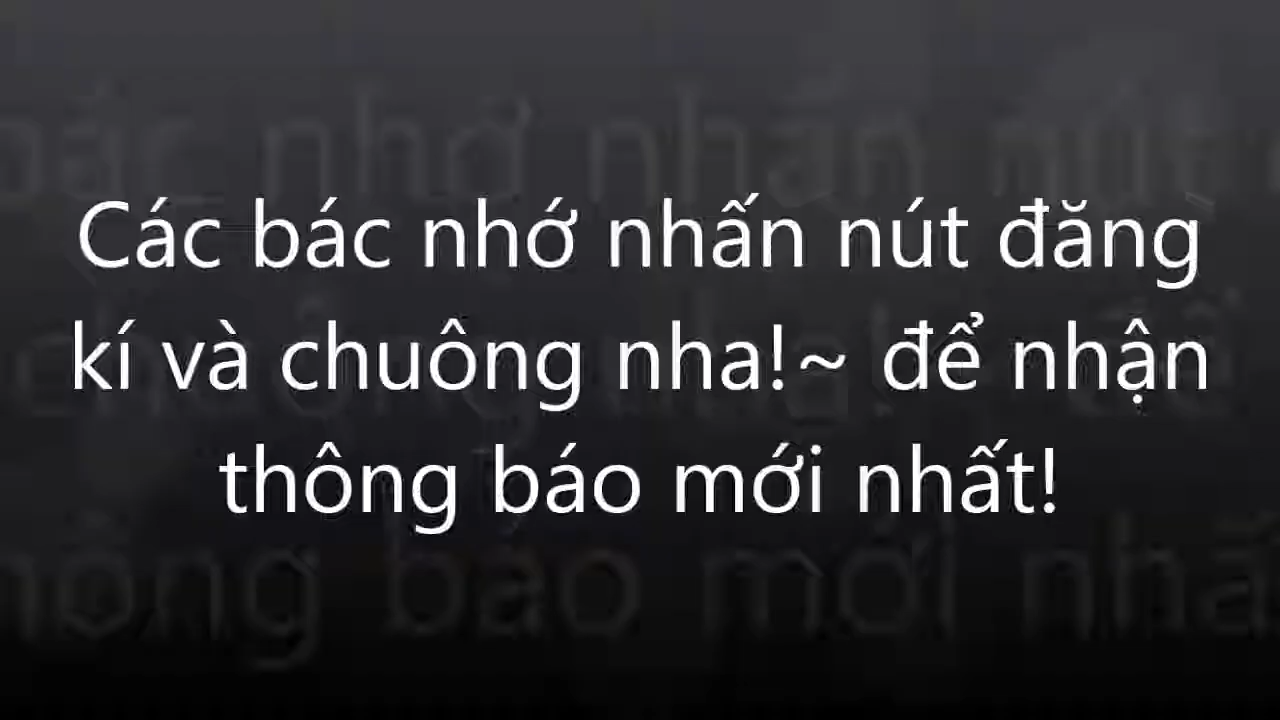 Các bác nhớ nhấn nút đăng
kí và chuông nha!~ để nhận
thông báo mới nhất!